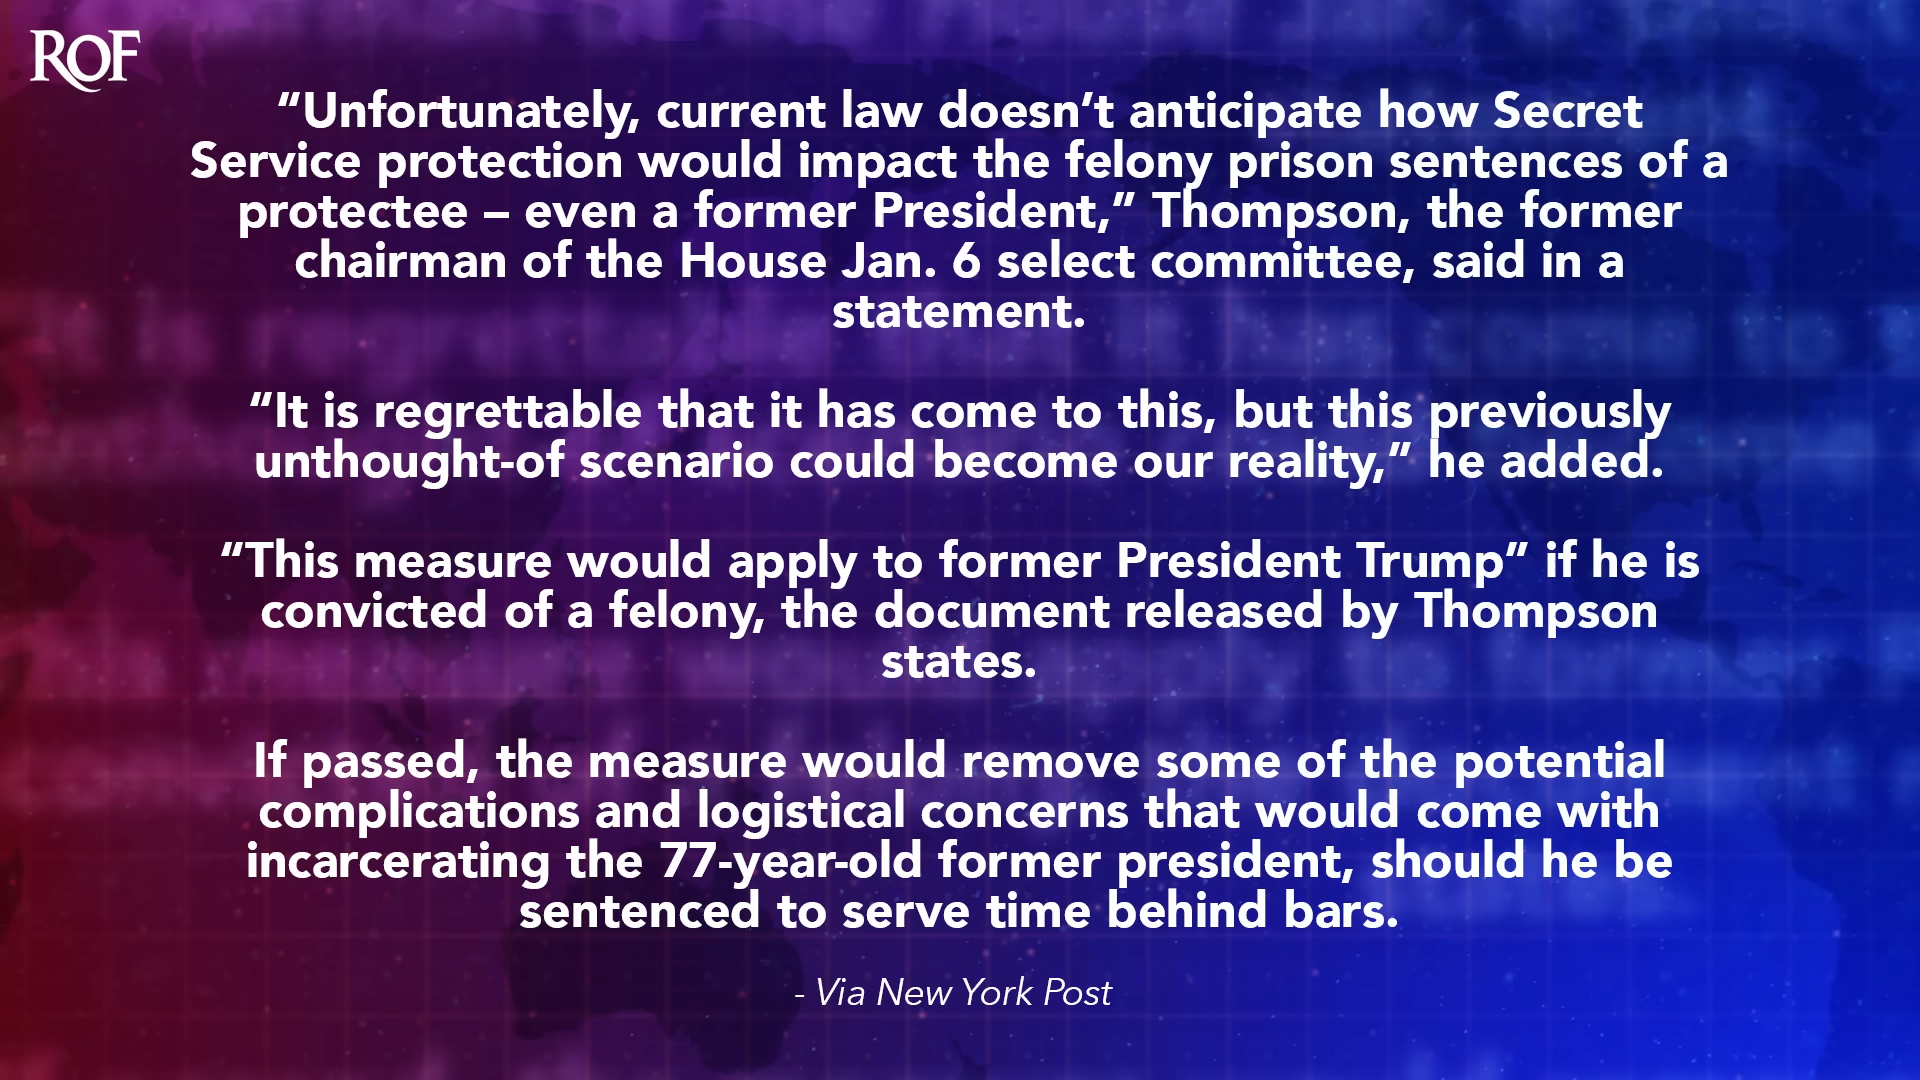 ROF
“Unfortunately, current law doesn’t anticipate how Secret
Service protection would impact the felony prison sentences of a
protectee – even a former President,” Thompson, the former
chairman of the House Jan. 6 select committee, said in a
statement.
“It is regrettable that it has come to this, but this previously
unthought-of scenario could become our reality,” he added.
“This measure would apply to former President Trump” if he is
convicted of a felony, the document released by Thompson
states.
If passed, the measure would remove some of the potential
complications and logistical concerns that would come with
incarcerating the 77-year-old former president, should he be
sentenced to serve time behind bars.
- Via New York Post